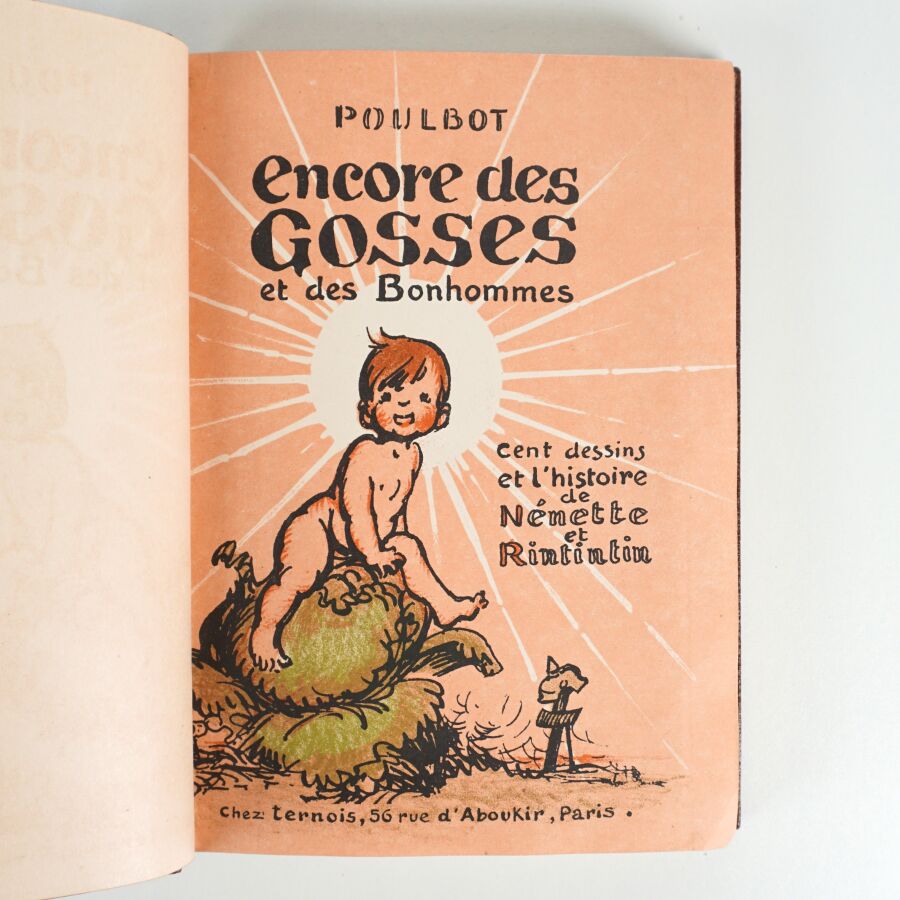 POULBOT
encore des
GOSSES
et des Bonhommes
cent dessins
et l'histoire
de
Nénette
et
Rintintin
Chez ternois, 56 rue d'Aboukir, Paris.